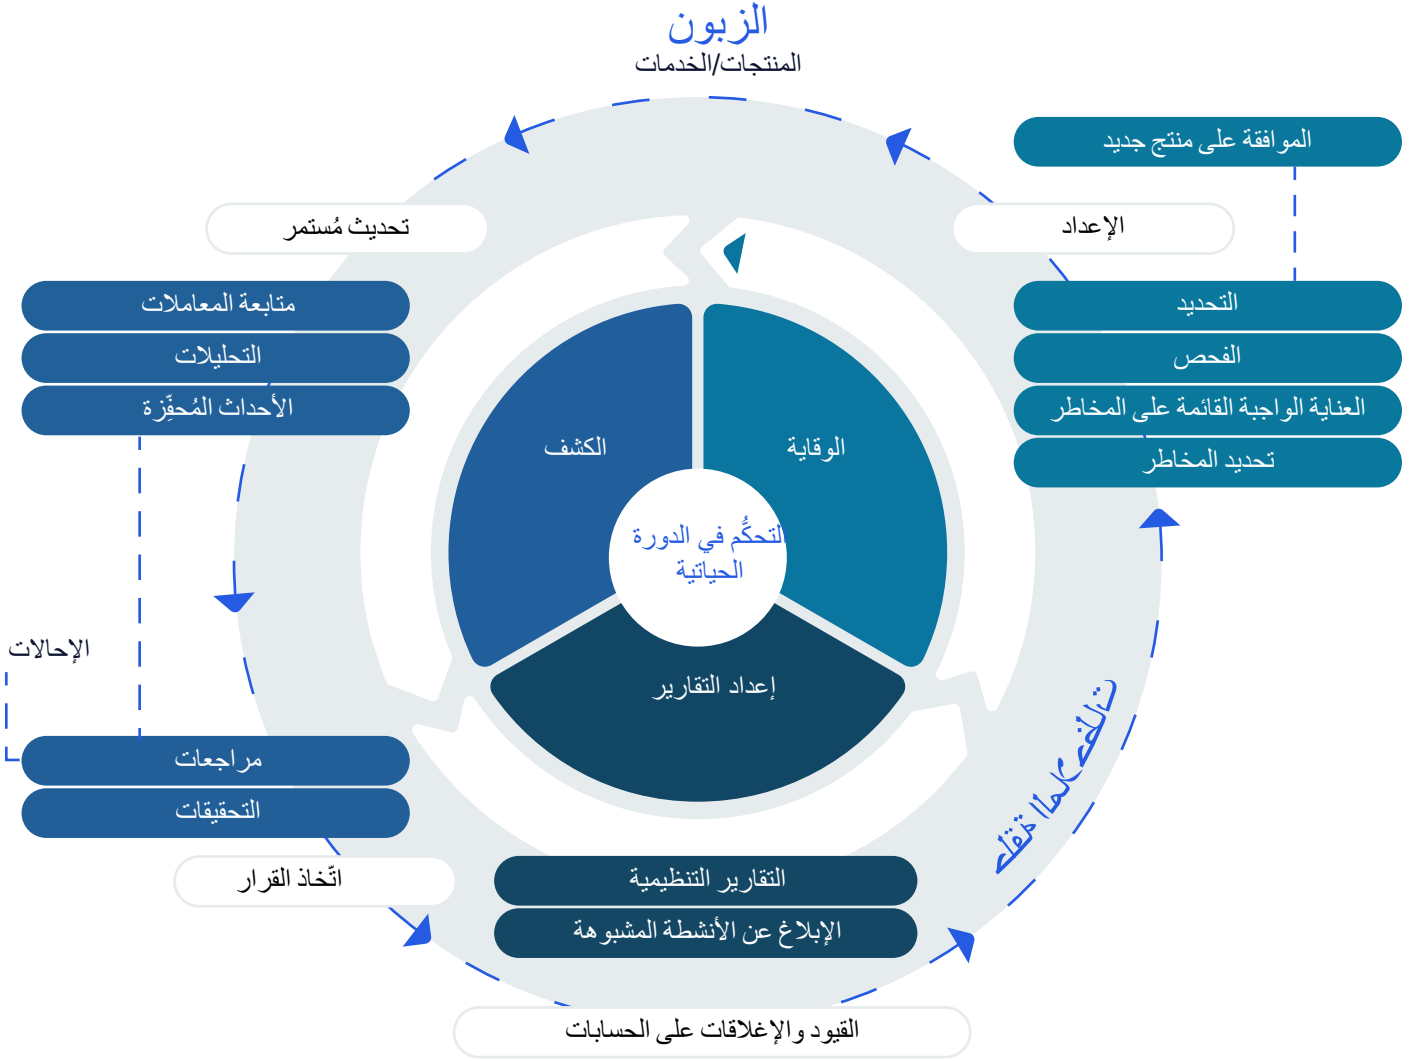 الزبون
المنتجات/الخدمات
الموافقة على منتج جديد
الإعداد
التحديد
الفحص
العناية الواجبة القائمة على المخاطر
تحديد المخاطر
تحديث مُستمر
متابعة المعاملات
التحليلات
الأحداث المُحفِّزة
الوقاية
الكشف
التحكُّم في الدورة
الحياتية
إعداد التقارير
الإحالات
مراجعات
التحقيقات
اتّخاذ القرار
التقارير التنظيمية
الإبلاغ عن الأنشطة المشبوهة
القيود والإغلاقات على الحسابات